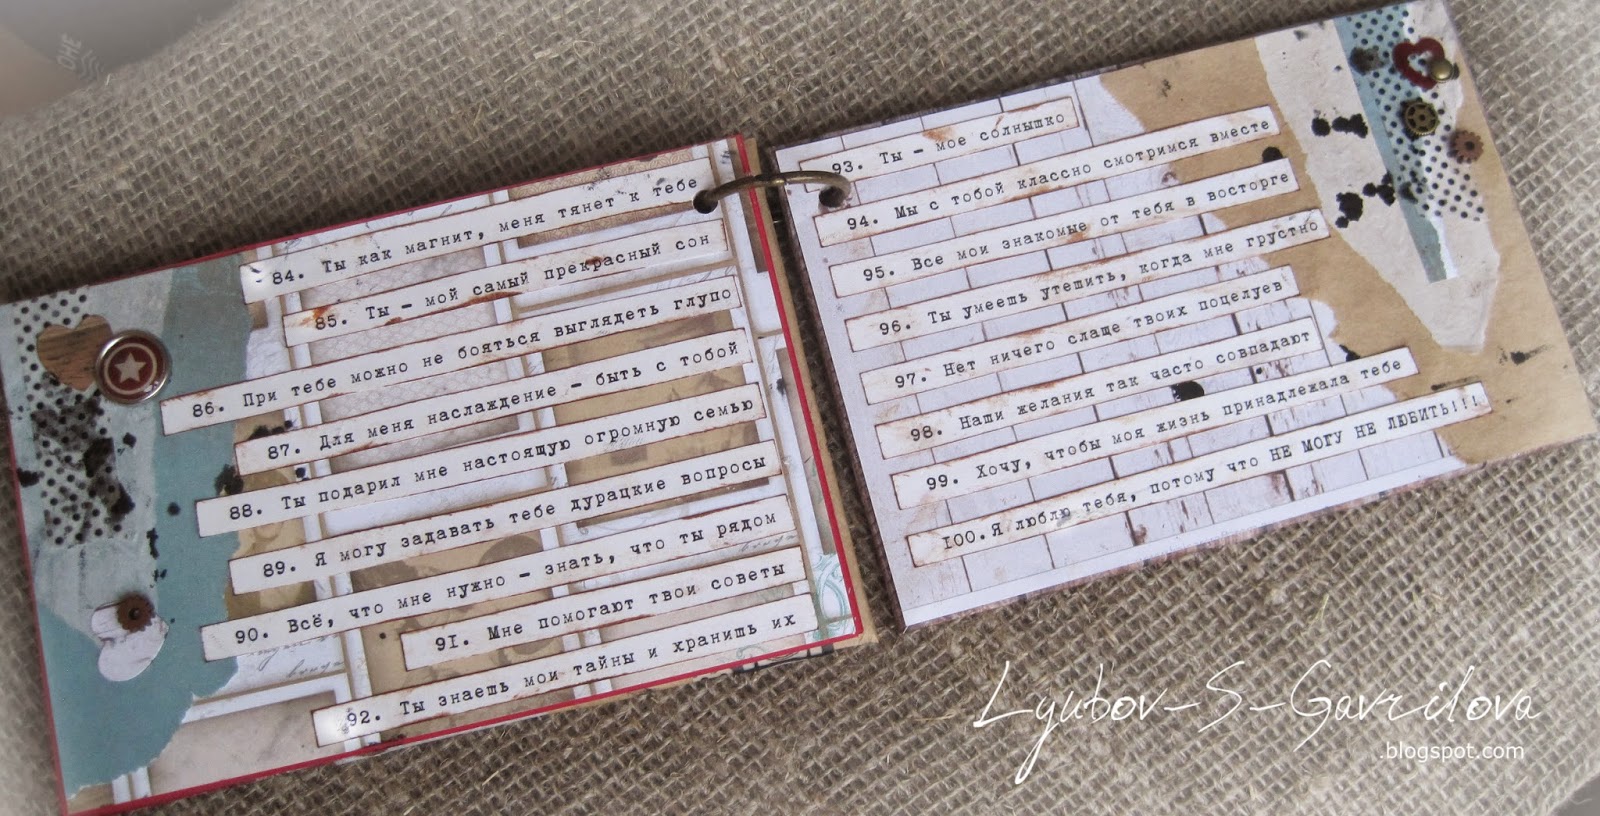 84. Ты как магнит, меня тянет к тебе
85. Ты - мой самый прекрасный сон
86. При тебе можно не бояться выглядеть глупо
87. Для меня наслаждение - быть с тобой
88. Ты подарил мне настоящую огромную семью
89. Я могу задавать тебе дурацкие вопросы
90. Всё, что мне нужно - знать, что ты рядом
91. Мне помогают твои советы
92. Ты знаешь мои тайны и хранишь их
93. Ты - мое солнышко
94. Мы с тобой классно смотримся вместе
95. Все мои знакомые от тебя в восторге
96. Ты умеешь утешить, когда мне грустно
97. Нет ничего слаще твоих поцелуев
98. Наши желания так часто совпадают
99. Хочу, чтобы моя жизнь принадлежала тебе
100. Я люблю тебя, потому что НЕ МОГУ НЕ ЛЮБИТЬ!!!
Lyubov-S-Gavrilova
.blogspot.com